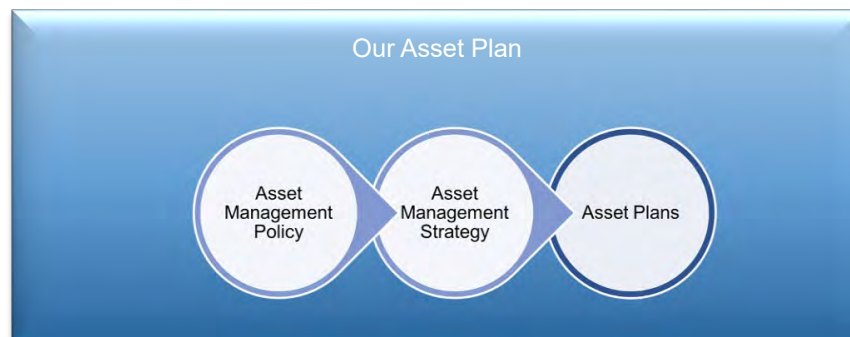 Our Asset Plan
Asset
Management
Policy
Asset
Management
Strategy
Asset Plans